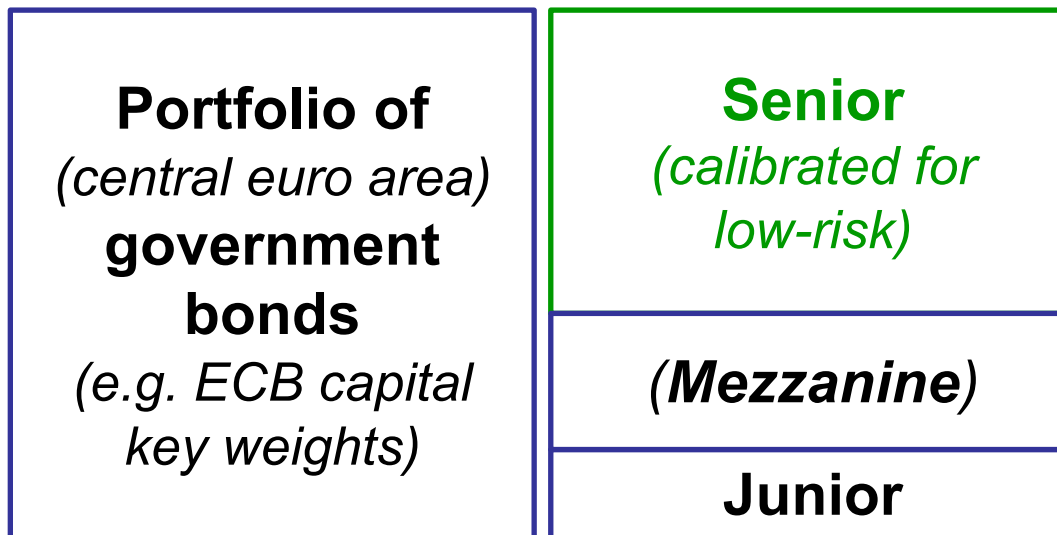 Portfolio of
(central euro area)
government
bonds
(e.g. ECB capital
key weights)
Senior
(calibrated for
low-risk)
(Mezzanine)
Junior